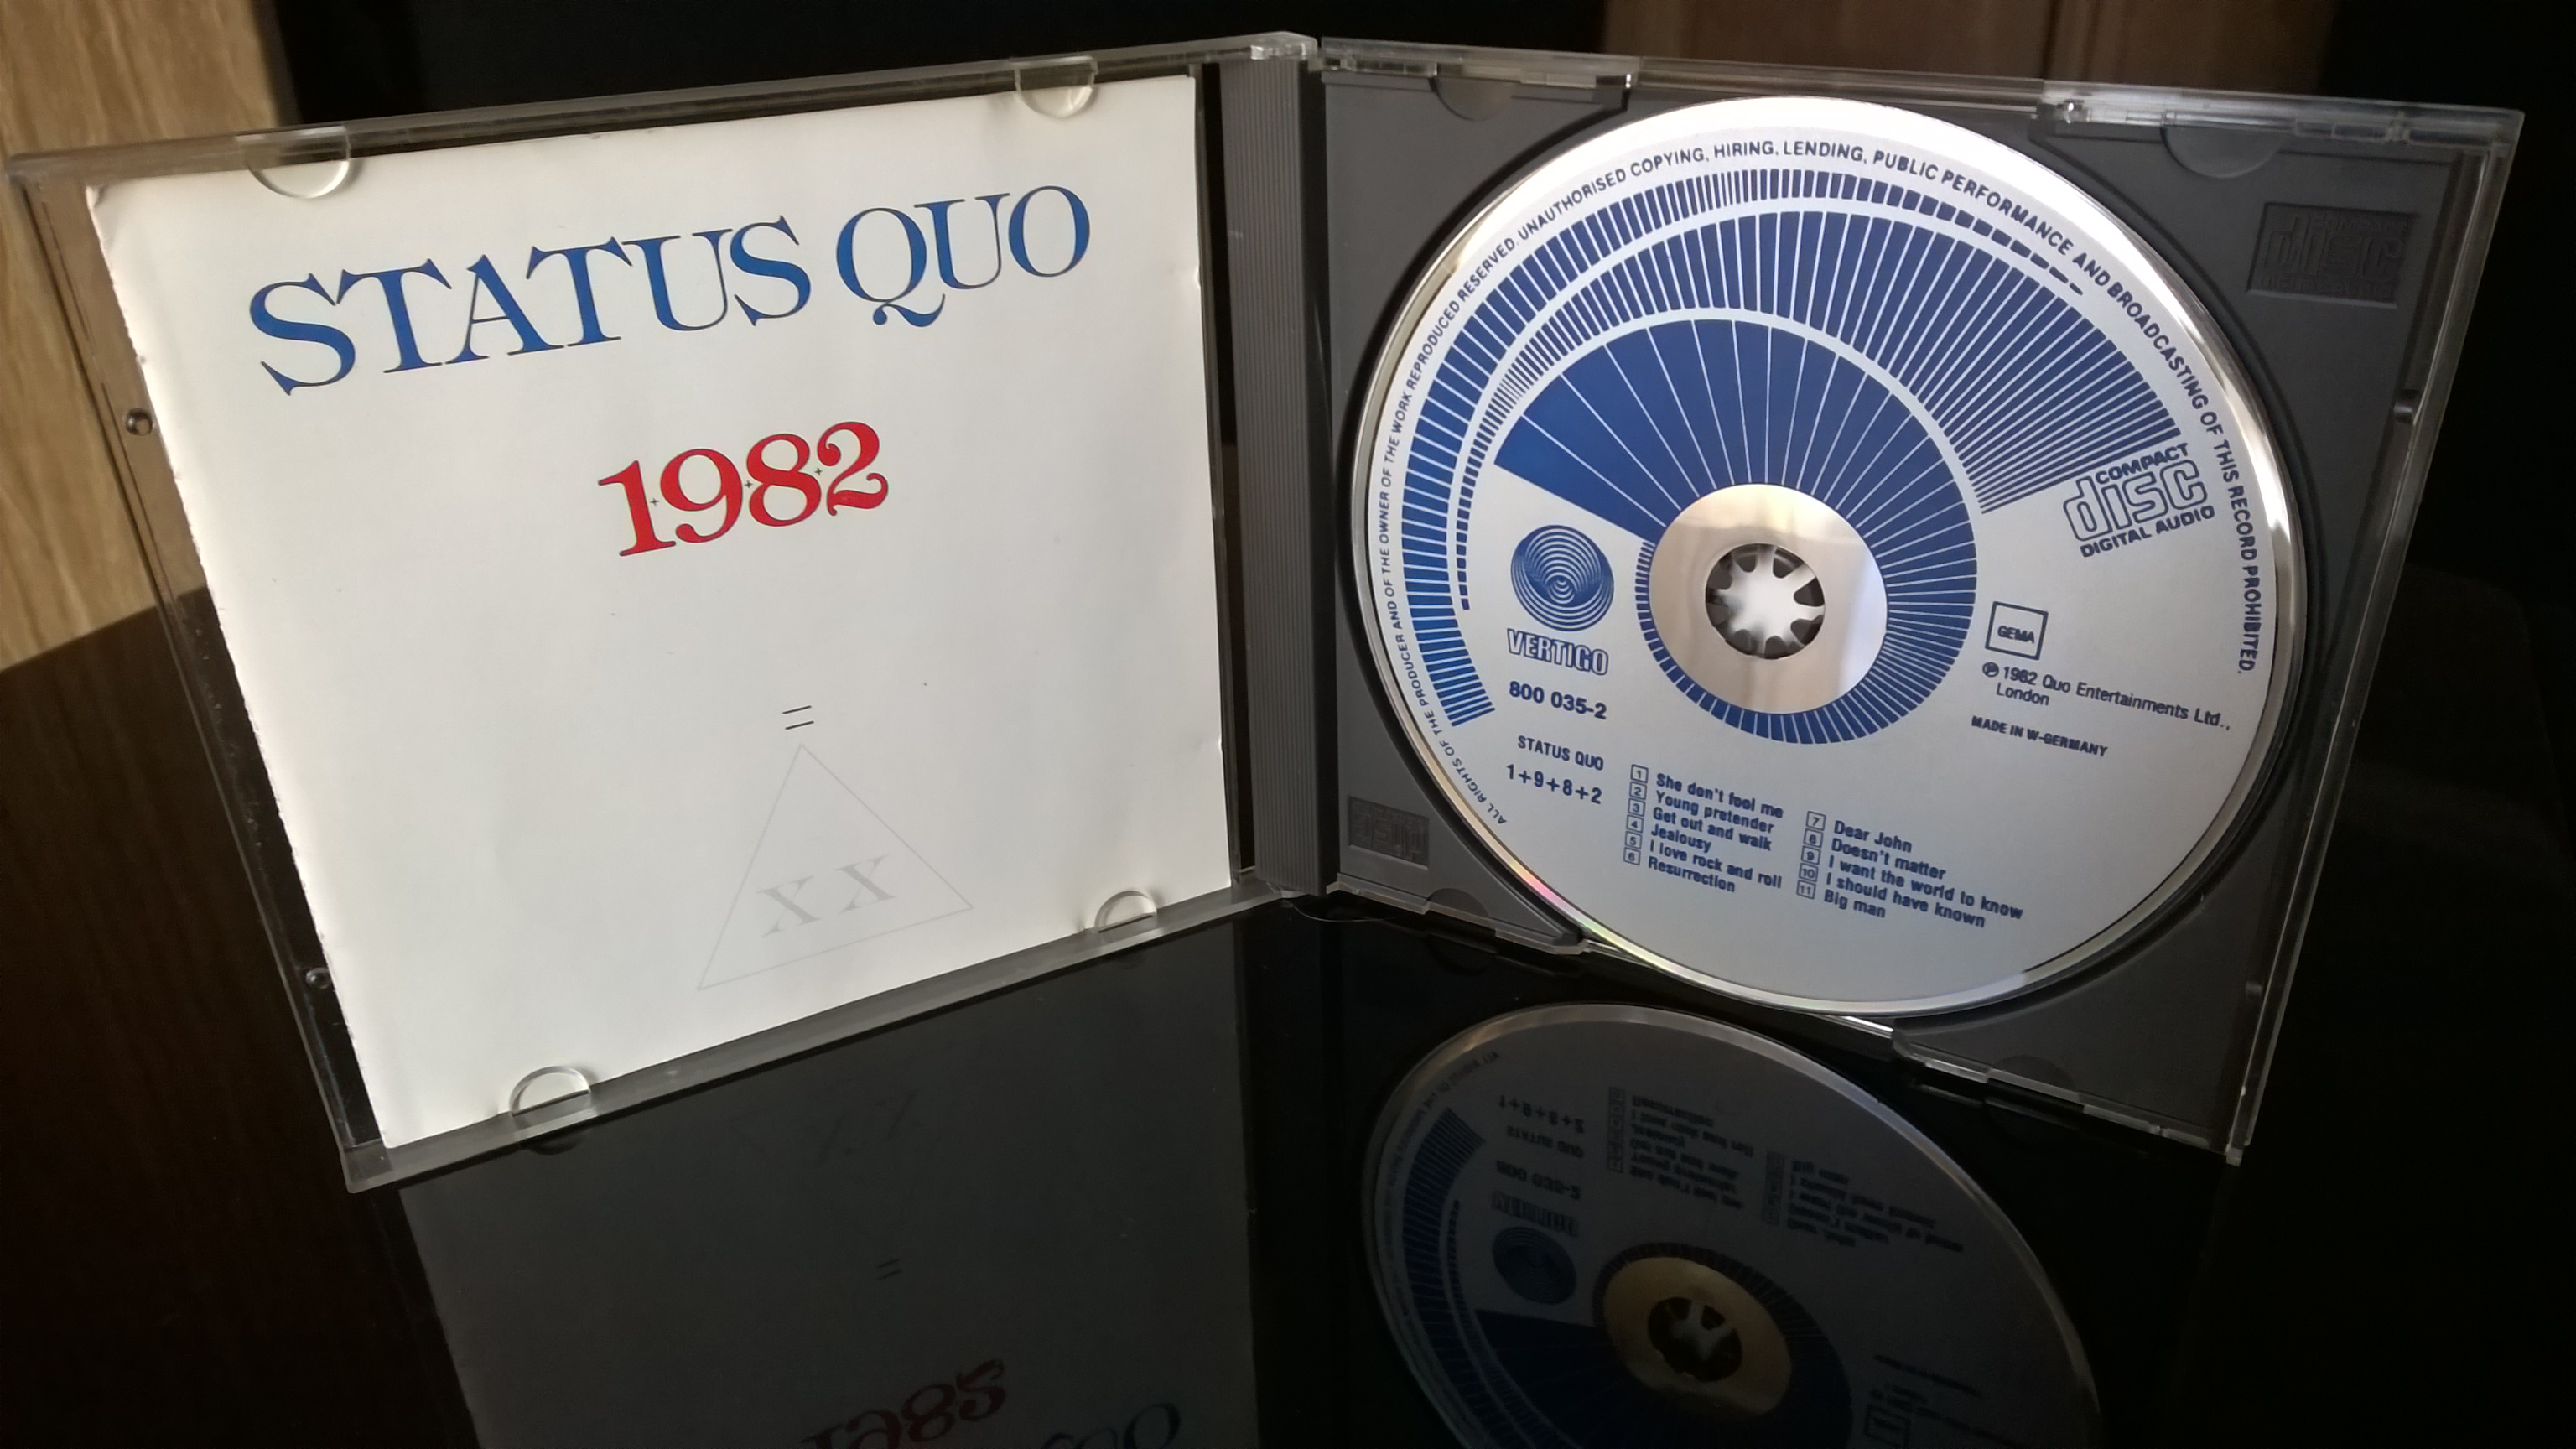 STATUS QUO
1+9+8+2
=
XX
ALL RIGHTS OF THE PRODUCER AND OF THE OWNER OF THE WORK REPRODUCED RESERVED. UNAUTHORISED COPYING, HIRING, LENDING, PUBLIC PERFORMANCE AND BROADCASTING OF THIS RECORD PROHIBITED.
COMPACT
disc
DIGITAL AUDIO
VERTIGO
800 035-2
GEMA
℗ 1982 Quo Entertainments Ltd.,
London
MADE IN W-GERMANY
STATUS QUO
1+9+8+2
1 She don't fool me
2 Young pretender
3 Get out and walk
4 Jealousy
5 I love rock and roll
6 Resurrection
7 Dear John
8 Doesn't matter
9 I want the world to know
10 I should have known
11 Big man